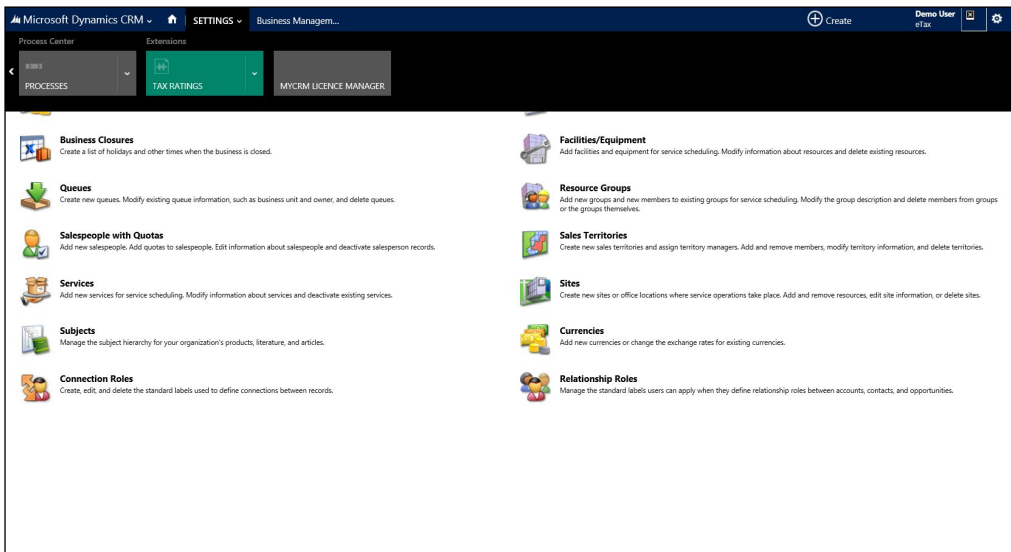 Microsoft Dynamics CRM SETTINGS Business Managem... Create Demo User
eTax
Process Center Extensions
PROCESSES TAX RATINGS MYCRM LICENCE MANAGER
Business Closures
Create a list of holidays and other times when the business is closed.
Facilities/Equipment
Add facilities and equipment for service scheduling. Modify information about resources and delete existing resources.
Queues
Create new queues. Modify existing queue information, such as business unit and owner, and delete queues.
Resource Groups
Add new groups and new members to existing groups for service scheduling. Modify the group description and delete members from groups
or the groups themselves.
Salespeople with Quotas
Add new salespeople. Add quotas to salespeople. Edit information about salespeople and deactivate salesperson records.
Sales Territories
Create new sales territories and assign territory managers. Add and remove members, modify territory information, and delete territories.
Services
Add new services for service scheduling. Modify information about services and deactivate existing services.
Sites
Create new sites or office locations where service operations take place. Add and remove resources, edit site information, or delete sites.
Subjects
Manage the subject hierarchy for your organization's products, literature, and articles.
Currencies
Add new currencies or change the exchange rates for existing currencies.
Connection Roles
Create, edit, and delete the standard labels used to define connections between records.
Relationship Roles
Manage the standard labels users can apply when they define relationship roles between accounts, contacts, and opportunities.